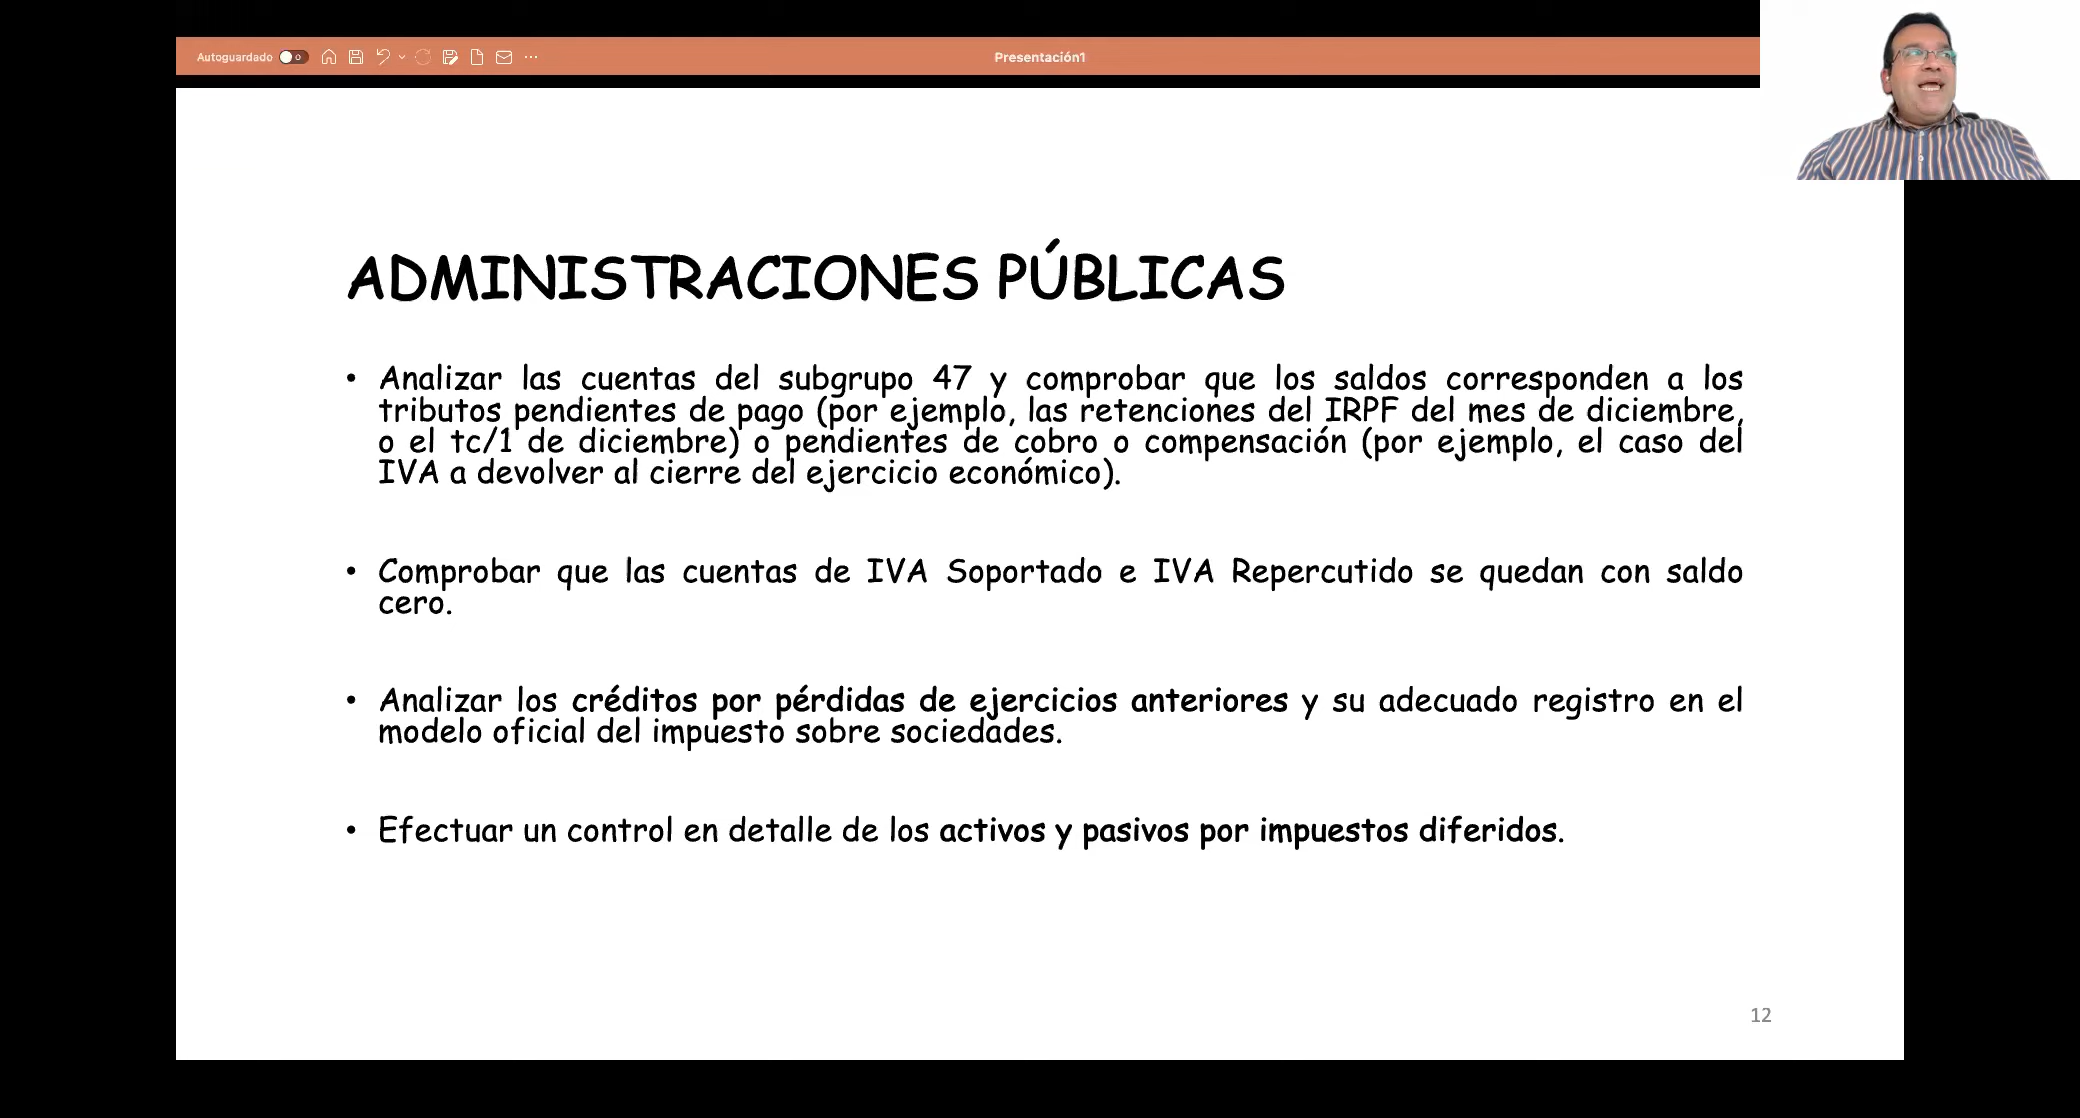 Autoguardado
Presentación1
ADMINISTRACIONES PÚBLICAS
• Analizar las cuentas del subgrupo 47 y comprobar que los saldos corresponden a los
tributos pendientes de pago (por ejemplo, las retenciones del IRPF del mes de diciembre,
o el tc/1 de diciembre) o pendientes de cobro o compensación (por ejemplo, el caso del
IVA a devolver al cierre del ejercicio económico).
• Comprobar que las cuentas de IVA Soportado e IVA Repercutido se quedan con saldo
cero.
• Analizar los créditos por pérdidas de ejercicios anteriores y su adecuado registro en el
modelo oficial del impuesto sobre sociedades.
• Efectuar un control en detalle de los activos y pasivos por impuestos diferidos.
12